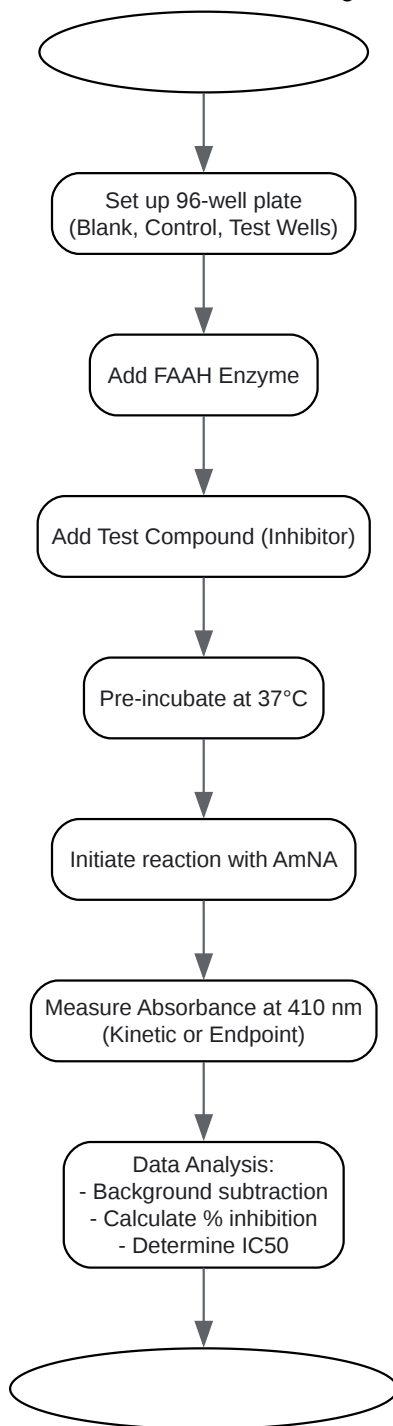 Set up 96-well plate
(Blank, Control, Test Wells)
Add FAAH Enzyme
Add Test Compound (Inhibitor)
Pre-incubate at 37°C
Initiate reaction with AmNA
Measure Absorbance at 410 nm
(Kinetic or Endpoint)
Data Analysis:
- Background subtraction
- Calculate % inhibition
- Determine IC50